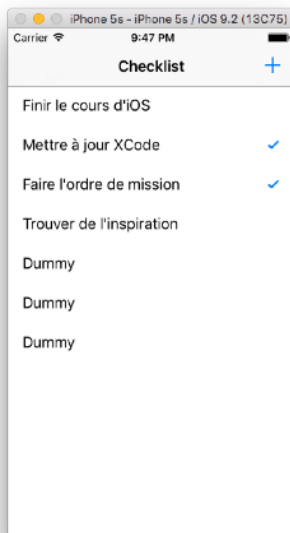 iPhone 5s - iPhone 5s / iOS 9.2 (13C75)
Carrier 9:47 PM
Checklist +
Finir le cours d'iOS
Mettre à jour XCode
Faire l'ordre de mission
Trouver de l'inspiration
Dummy
Dummy
Dummy